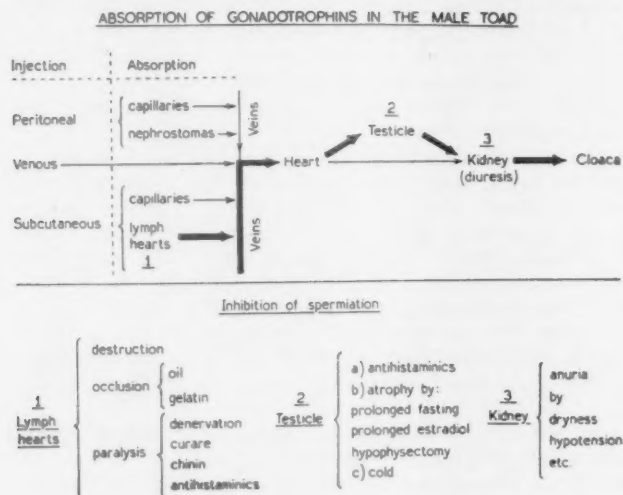 ABSORPTION OF GONADOTROPHINS IN THE MALE TOAD
Injection
Absorption
Peritoneal
capillaries
nephrostomas
Veins
Venous
Heart
2
Testicle
3
Kidney
(diuresis)
Cloaca
Subcutaneous
capillaries
lymph
hearts
1
Veins
Inhibition of spermiation
1
Lymph
hearts
destruction
occlusion
oil
gelatin
paralysis
denervation
curare
chinin
antihistaminics
2
Testicle
a) antihistaminics
b) atrophy by:
prolonged fasting
prolonged estradiol
hypophysectomy
c) cold
3
Kidney
anuria
by
dryness
hypotension
etc.